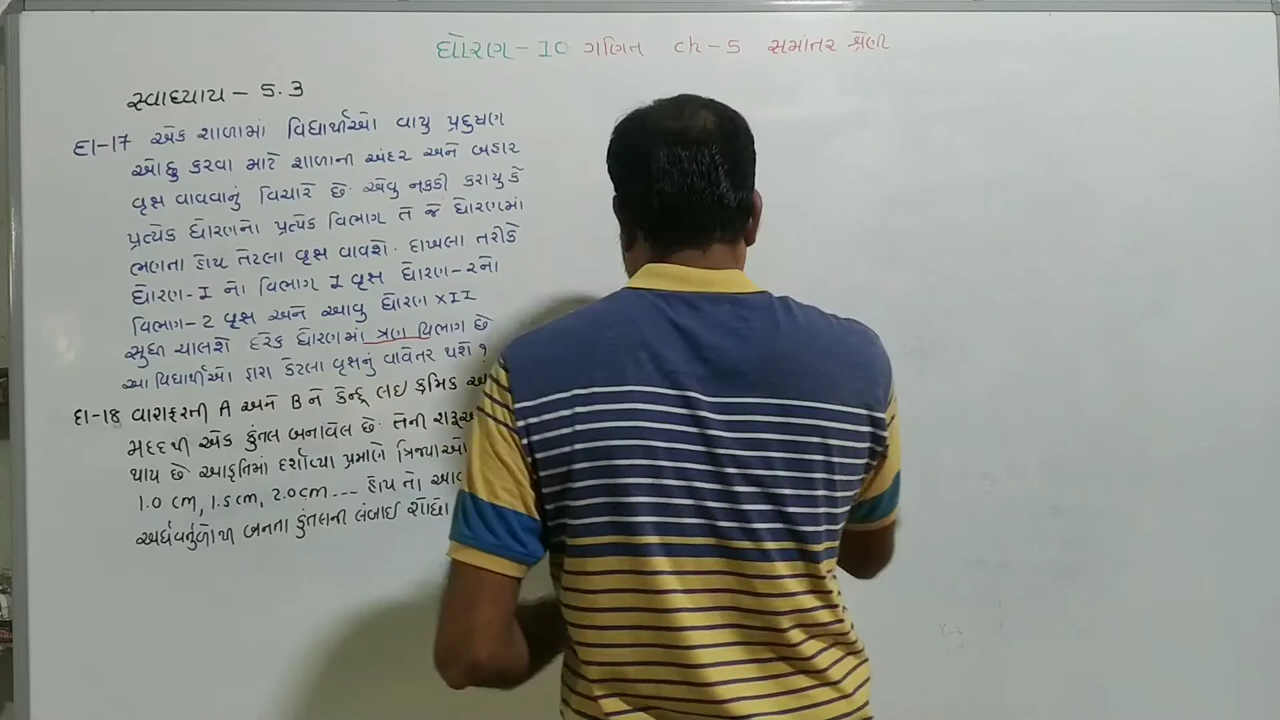 ધોરણ - 10 ગણિત ch - 5 સમાંતર શ્રેણી
સ્વાધ્યાય - 5.3
દા-17 એક શાળામાં વિદ્યાર્થીઓ વાયુ પ્રદુષણ
ઓછુ કરવા માટે શાળાની અંદર અને બહાર
વૃક્ષ વાવવાનું વિચારે છે. એવુ નક્કી કરાયુ કે
પ્રત્યેક ધોરણનો પ્રત્યેક વિભાગ તે જે ધોરણમાં
ભણતા હોય તેટલા વૃક્ષ વાવશે. દાખલા તરીકે
ધોરણ-I નો વિભાગ 1 વૃક્ષ ધોરણ-2નો
વિભાગ-2 વૃક્ષ અને આવુ ધોરણ XII
સુધી ચાલશે દરેક ધોરણમાં ત્રણ વિભાગ છે
આ વિદ્યાર્થીઓ દ્વારા કેટલા વૃક્ષનું વાવેતર થશે ?
દા-18 વારાફરતી A અને B ને કેન્દ્ર લઇ ક્રમિક
મદદથી એક કુંતલ બનાવેલ છે. તેની
થાય છે આકૃતિમાં દર્શાવ્યા પ્રમાણે ત્રિજ્યાઓ
1.0 cm, 1.5 cm, 2.0 cm --- હોય તો
અર્ધવર્તુળોથી બનતા કુંતલની લંબાઈ શોધો